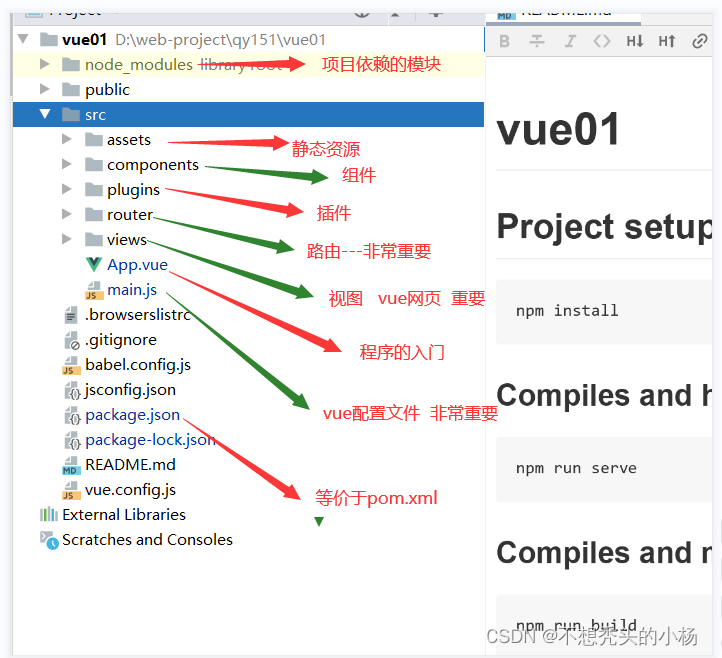 vue01 D:\web-project\qy151\vue01
node_modules library root 项目依赖的模块
public
src
assets 静态资源
components 组件
plugins 插件
router 路由---非常重要
views 视图 vue网页 重要
App.vue 程序的入门
main.js vue配置文件 非常重要
.browserslistrc
.gitignore
babel.config.js
jsconfig.json
package.json 等价于pom.xml
package-lock.json
README.md
vue.config.js
External Libraries
Scratches and Consoles
B I <> H↓ H↑
vue01
Project setup
npm install
Compiles and h
npm run serve
Compiles and m
npm run build
CSDN @不想秃头的小杨